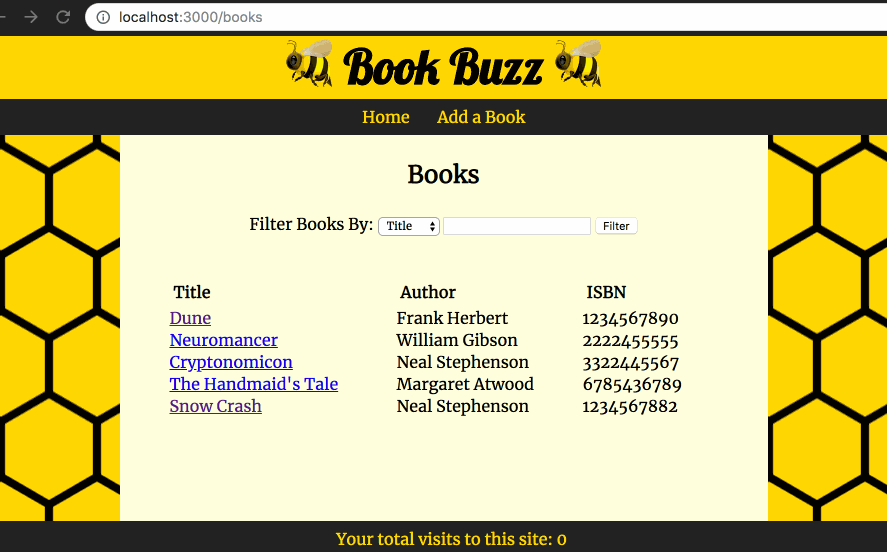 localhost:3000/books
Book Buzz
Home Add a Book
Books
Filter Books By: Title Filter
Title Author ISBN
Dune Frank Herbert 1234567890
Neuromancer William Gibson 2222455555
Cryptonomicon Neal Stephenson 3322445567
The Handmaid's Tale Margaret Atwood 6785436789
Snow Crash Neal Stephenson 1234567882
Your total visits to this site: 0